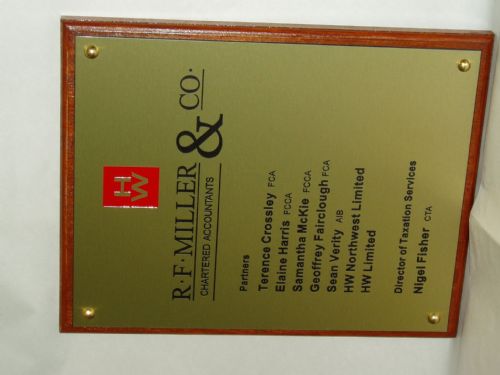 HW
R·F·MILLER & CO·
CHARTERED ACCOUNTANTS
Partners
Terence Crossley FCA
Elaine Harris FCCA
Samantha McKie FCCA
Geoffrey Fairclough FCA
Sean Verity AIB
HW Northwest Limited
HW Limited
Director of Taxation Services
Nigel Fisher CTA